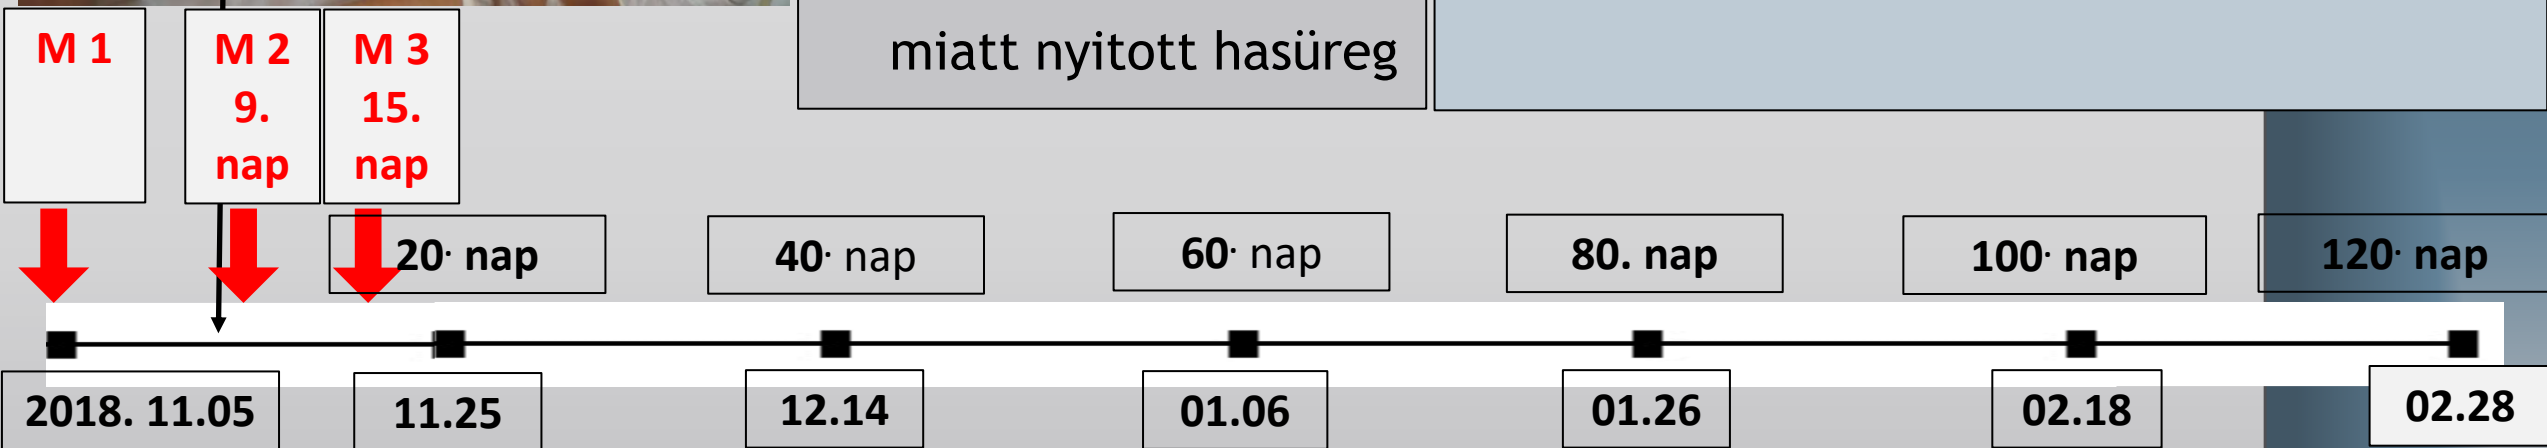 M 1
M 2
9.
nap
M 3
15.
nap
miatt nyitott hasüreg
20. nap
40. nap
60. nap
80. nap
100. nap
120. nap
2018. 11.05
11.25
12.14
01.06
01.26
02.18
02.28